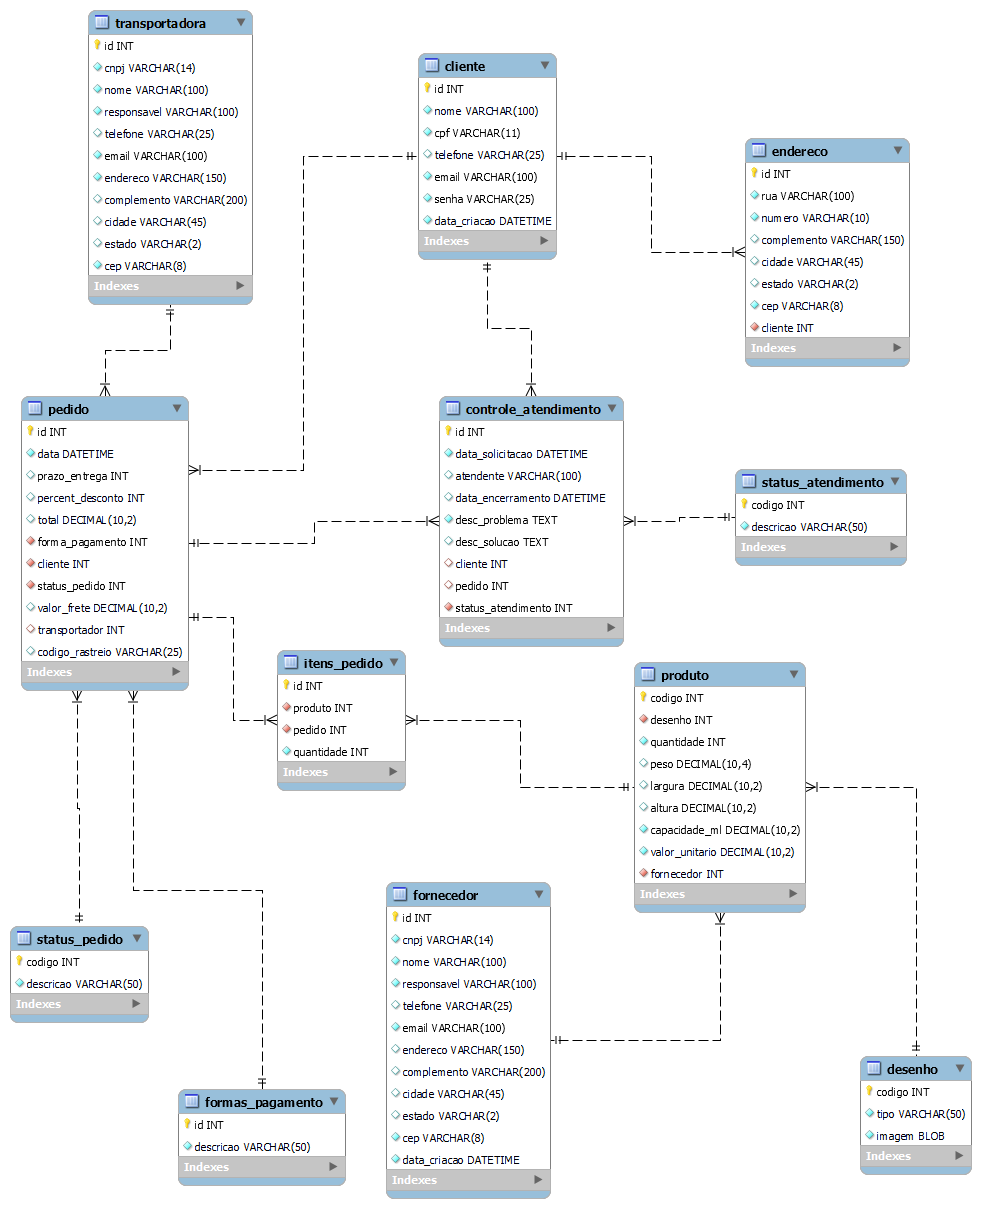 transportadora
id INT
cnpj VARCHAR(14)
nome VARCHAR(100)
responsavel VARCHAR(100)
telefone VARCHAR(25)
email VARCHAR(100)
endereco VARCHAR(150)
complemento VARCHAR(200)
cidade VARCHAR(45)
estado VARCHAR(2)
cep VARCHAR(8)
Indexes
cliente
id INT
nome VARCHAR(100)
cpf VARCHAR(11)
telefone VARCHAR(25)
email VARCHAR(100)
senha VARCHAR(25)
data_criacao DATETIME
Indexes
endereco
id INT
rua VARCHAR(100)
numero VARCHAR(10)
complemento VARCHAR(150)
cidade VARCHAR(45)
estado VARCHAR(2)
cep VARCHAR(8)
cliente INT
Indexes
pedido
id INT
data DATETIME
prazo_entrega INT
percent_desconto INT
total DECIMAL(10,2)
forma_pagamento INT
cliente INT
status_pedido INT
valor_frete DECIMAL(10,2)
transportador INT
codigo_rastreio VARCHAR(25)
Indexes
controle_atendimento
id INT
data_solicitacao DATETIME
atendente VARCHAR(100)
data_encerramento DATETIME
desc_problema TEXT
desc_solucao TEXT
cliente INT
pedido INT
status_atendimento INT
Indexes
status_atendimento
codigo INT
descricao VARCHAR(50)
Indexes
itens_pedido
id INT
produto INT
pedido INT
quantidade INT
Indexes
produto
codigo INT
desenho INT
quantidade INT
peso DECIMAL(10,4)
largura DECIMAL(10,2)
altura DECIMAL(10,2)
capacidade_ml DECIMAL(10,2)
valor_unitario DECIMAL(10,2)
fornecedor INT
Indexes
fornecedor
id INT
cnpj VARCHAR(14)
nome VARCHAR(100)
responsavel VARCHAR(100)
telefone VARCHAR(25)
email VARCHAR(100)
endereco VARCHAR(150)
complemento VARCHAR(200)
cidade VARCHAR(45)
estado VARCHAR(2)
cep VARCHAR(8)
data_criacao DATETIME
Indexes
status_pedido
codigo INT
descricao VARCHAR(50)
Indexes
formas_pagamento
id INT
descricao VARCHAR(50)
Indexes
desenho
codigo INT
tipo VARCHAR(50)
imagem BLOB
Indexes